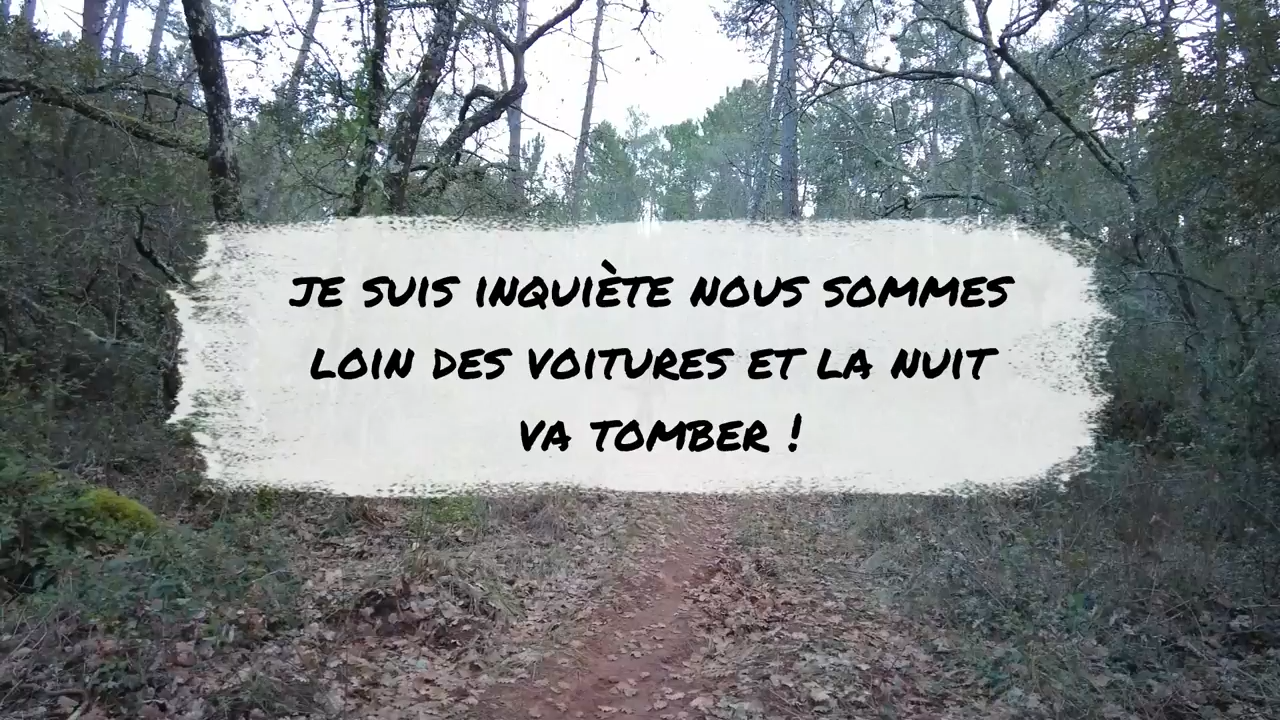 JE SUIS INQUIÈTE NOUS SOMMES
LOIN DES VOITURES ET LA NUIT
VA TOMBER !